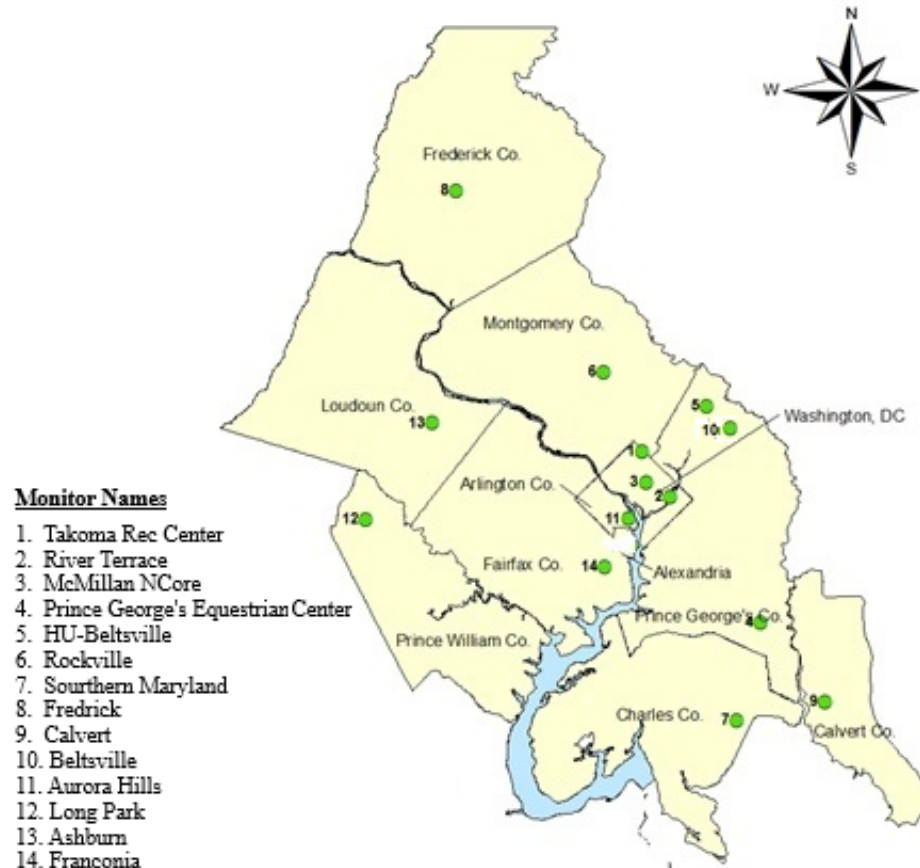 N
W
S
Frederick Co.
8
Montgomery Co.
6
Loudoun Co.
13
5
10
Washington, DC
1
3
2
Arlington Co.
11
12
Fairfax Co.
14
Alexandria
Prince George's Co.
4
Prince William Co.
Charles Co.
7
9
Calvert Co.
Monitor Names
1. Takoma Rec Center
2. River Terrace
3. McMillan NCore
4. Prince George's Equestrian Center
5. HU-Beltsville
6. Rockville
7. Sourthern Maryland
8. Fredrick
9. Calvert
10. Beltsville
11. Aurora Hills
12. Long Park
13. Ashburn
14. Franconia